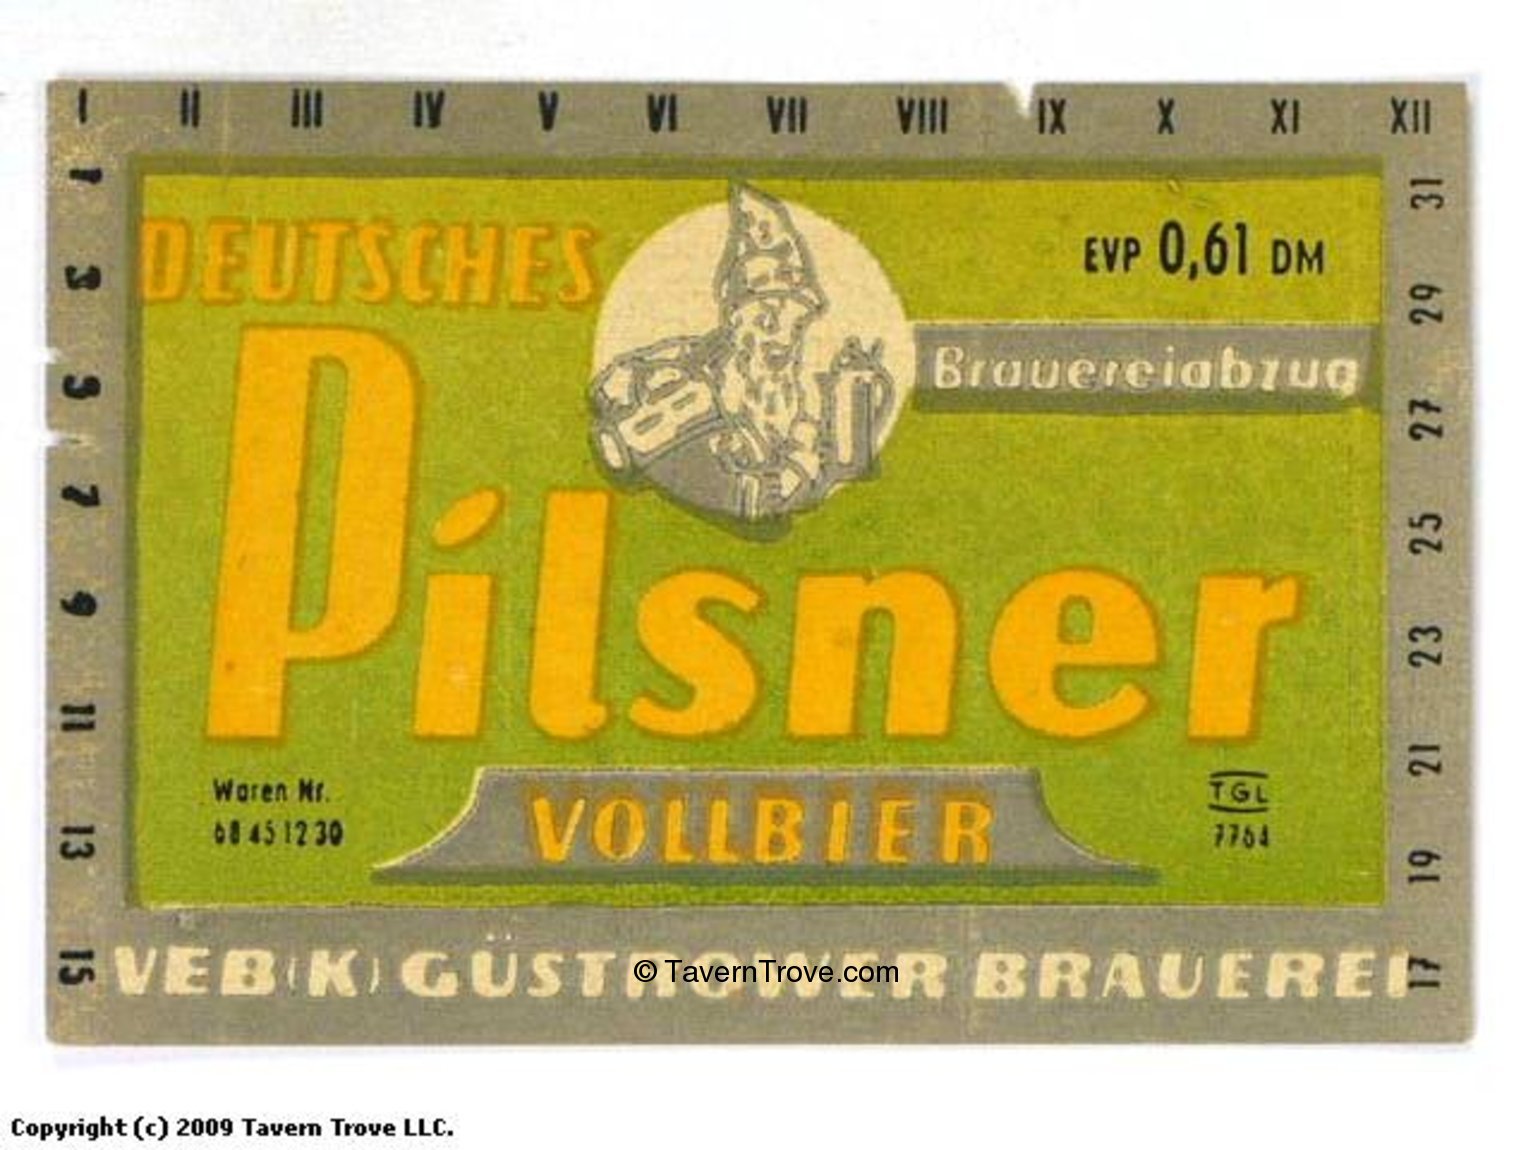 I II III IV V VI VII VIII IX X XI XII
1 3 5 7 9 11 13 15
31 29 27 25 23 21 19 17
DEUTSCHES
EVP 0,61 DM
Brauereiabzug
Pilsner
Waren Nr.
68 45 12 30
VOLLBIER
TGL
7764
VEB(K) GÜSTROWER BRAUEREI
© TavernTrove.com
Copyright (c) 2009 Tavern Trove LLC.